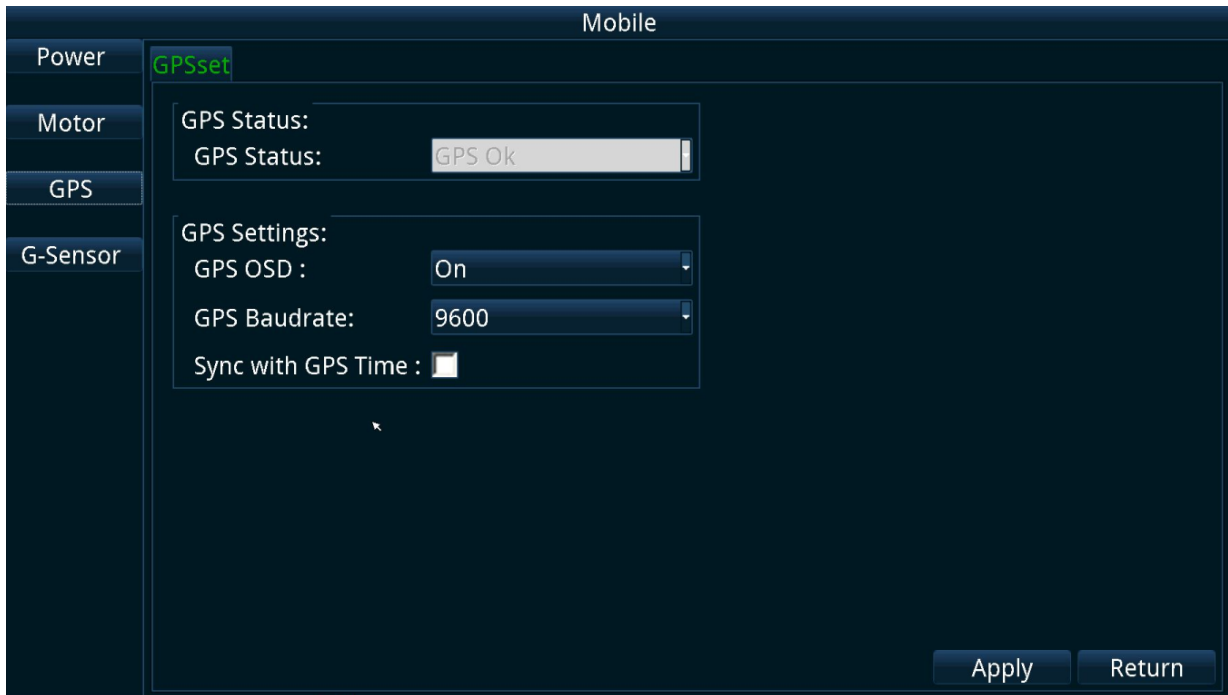 Mobile
Power
Motor
GPS
G-Sensor
GPSset
GPS Status:
GPS Status: GPS Ok
GPS Settings:
GPS OSD : On
GPS Baudrate: 9600
Sync with GPS Time :
Apply Return